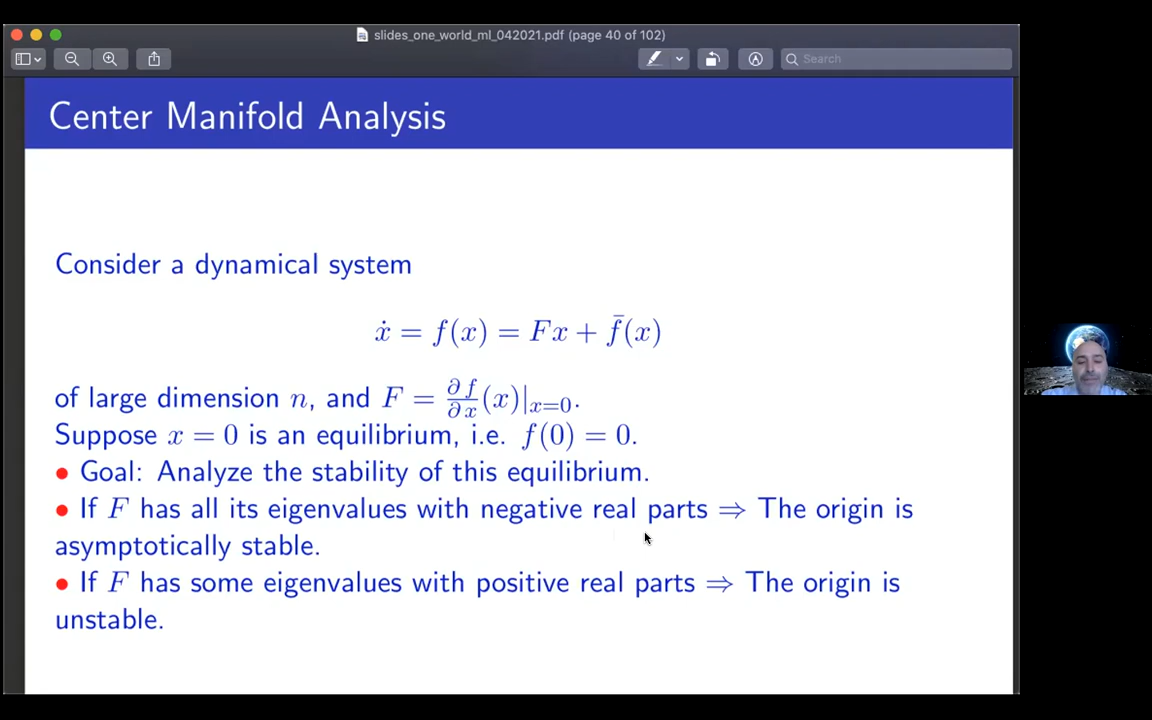 slides_one_world_ml_042021.pdf (page 40 of 102)
Search
Center Manifold Analysis
Consider a dynamical system
ẋ = f(x) = Fx + f̄(x)
of large dimension n, and F = ∂f/∂x(x)|x=0.
Suppose x = 0 is an equilibrium, i.e. f(0) = 0.
• Goal: Analyze the stability of this equilibrium.
• If F has all its eigenvalues with negative real parts ⇒ The origin is
asymptotically stable.
• If F has some eigenvalues with positive real parts ⇒ The origin is
unstable.